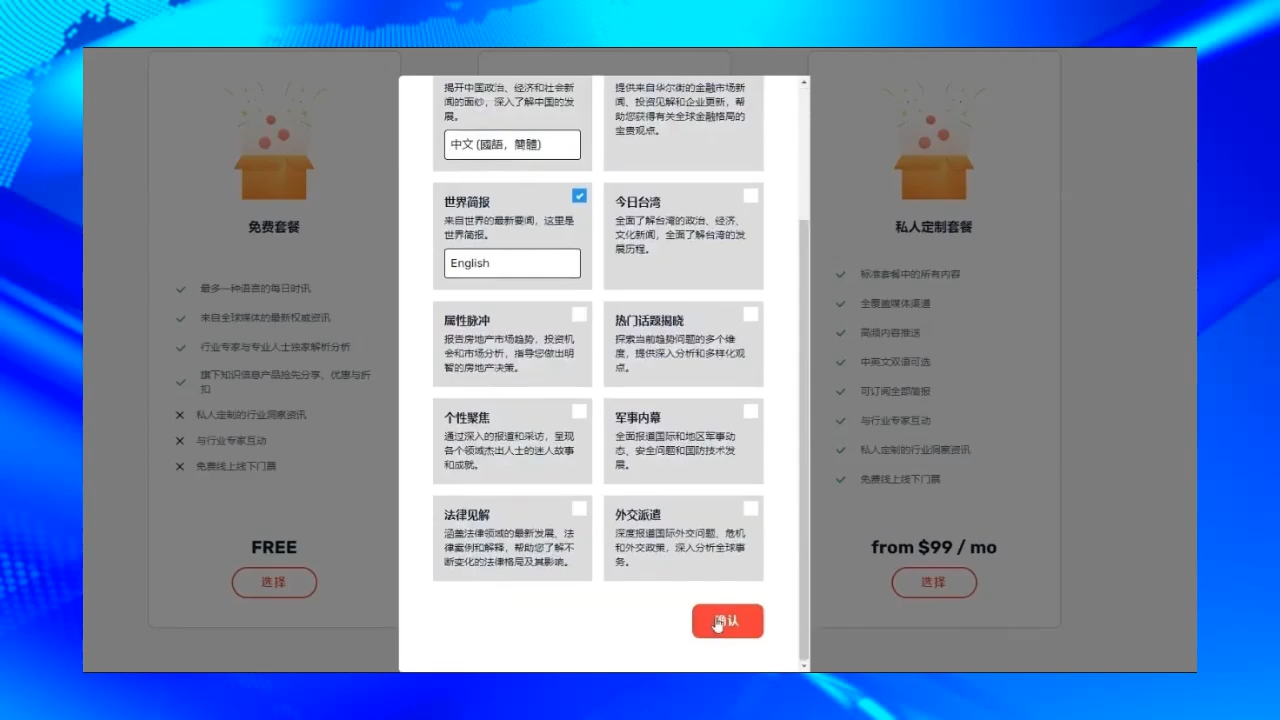 免费套餐
最多一种语言的每日时讯
来自全球媒体的最新权威资讯
行业专家与专业人士独家解析分析
旗下知识信息产品抢先分享、优惠与折
扣
私人定制的行业洞察资讯
与行业专家互动
免费线上线下门票
FREE
选择
揭开中国政治、经济和社会新
闻的面纱，深入了解中国的发
展。
中文 (國語，簡體)
提供来自华尔街的金融市场新
闻、投资见解和企业更新，帮
助您获得有关全球金融格局的
宝贵观点。
世界简报
来自世界的最新要闻，这里是
世界简报。
English
今日台湾
全面了解台湾的政治、经济、
文化新闻，全面了解台湾的发
展历程。
属性脉冲
报告房地产市场趋势，投资机
会和市场分析，指导您做出明
智的房地产决策。
热门话题揭晓
探索当前趋势问题的多个维
度，提供深入分析和多样化观
点。
个性聚焦
通过深入的报道和采访，呈现
各个领域杰出人士的迷人故事
和成就。
军事内幕
全面报道国际和地区军事动
态、安全问题和国防技术发
展。
法律见解
涵盖法律领域的最新发展、法
律案例和解释，帮助您了解不
断变化的法律格局及其影响。
外交派遣
深度报道国际外交问题、危机
和外交政策，深入分析全球事
务。
确认
私人定制套餐
标准套餐中的所有内容
全覆盖媒体渠道
高频内容推送
中英文双语可选
可订阅全部简报
与行业专家互动
私人定制的行业洞察资讯
免费线上线下门票
from $99 / mo
选择